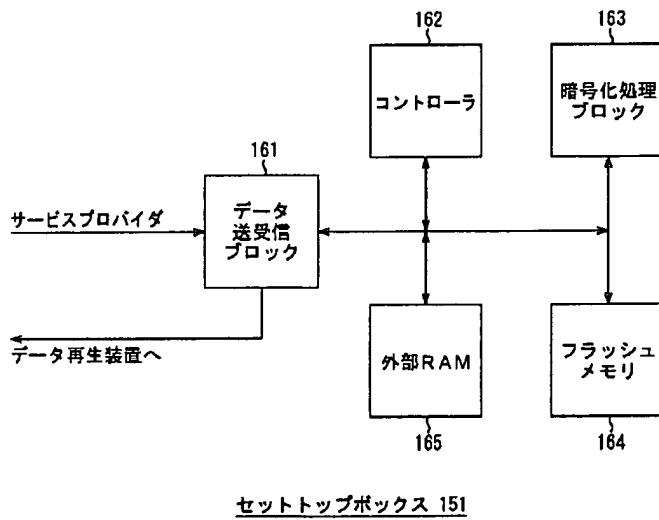 162
163
コントローラ
暗号化処理
ブロック
161
データ
送受信
ブロック
サービスプロバイダ
データ再生装置へ
外部RAM
フラッシュ
メモリ
165
164
セットトップボックス 151